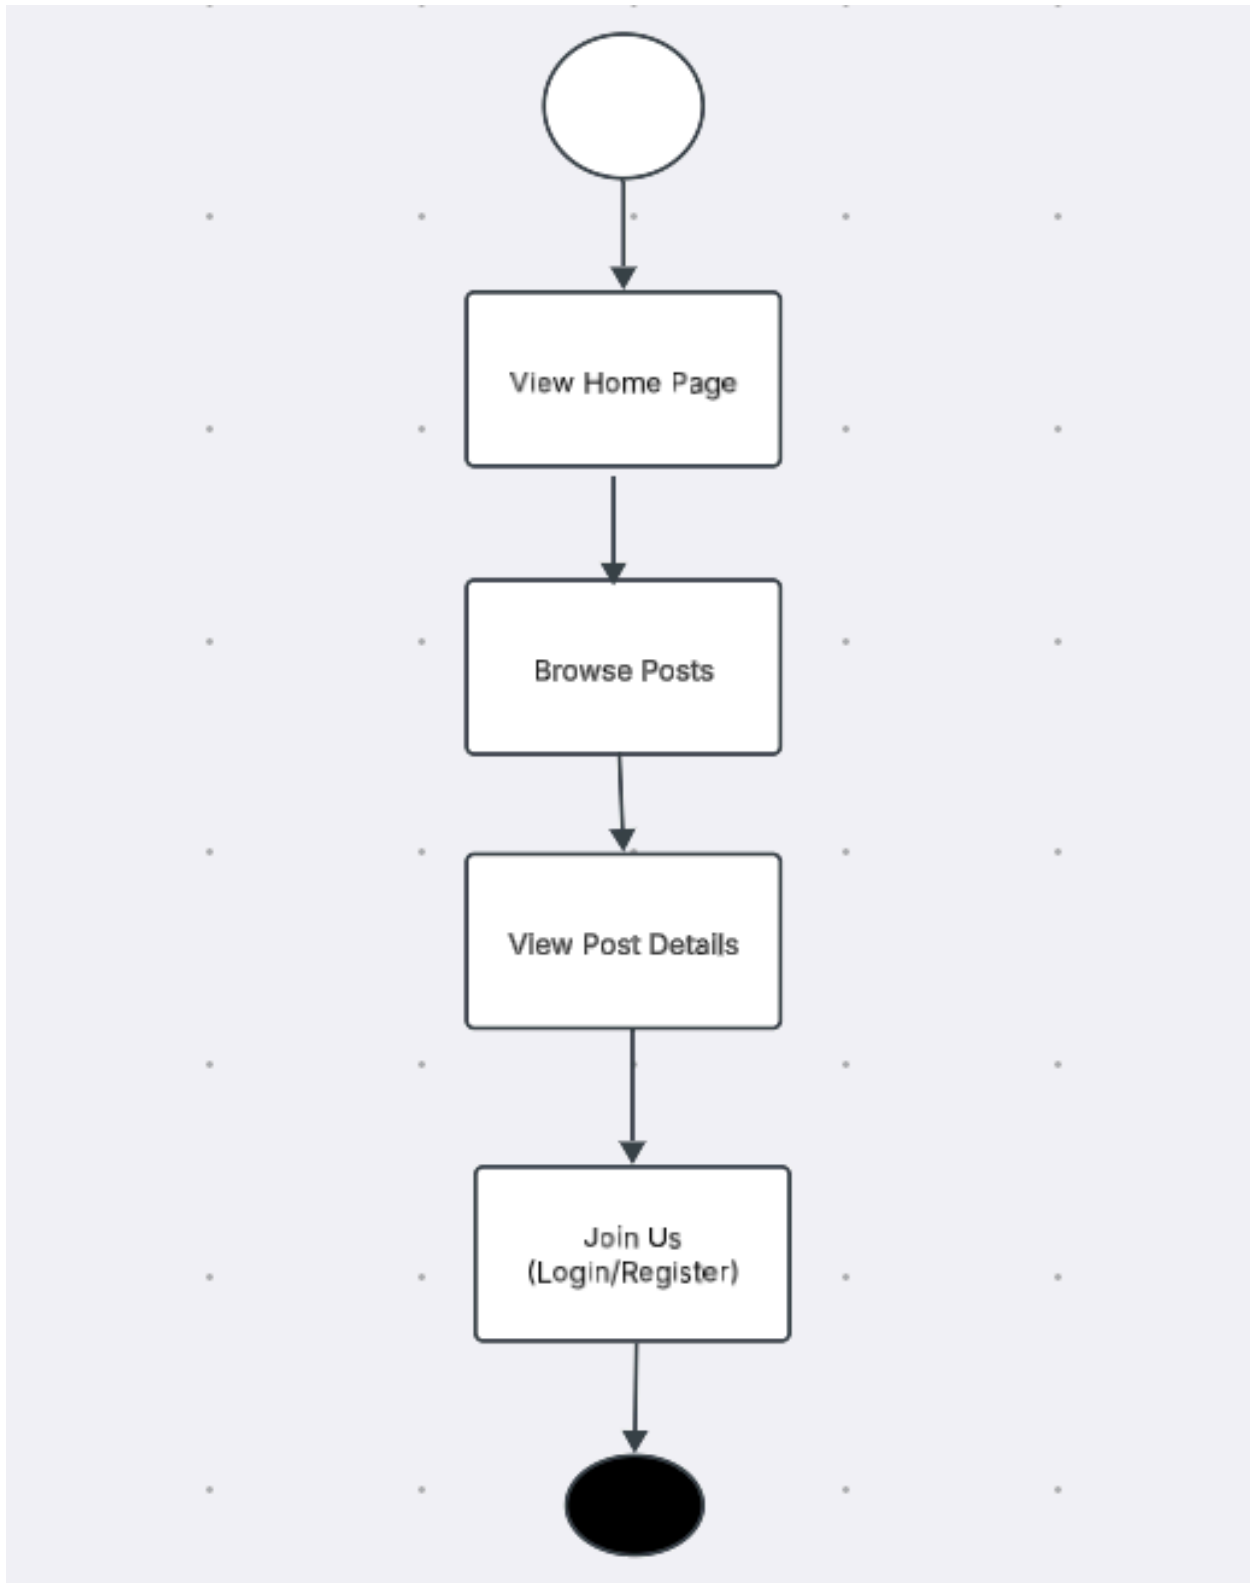 View Home Page
Browse Posts
View Post Details
Join Us
(Login/Register)